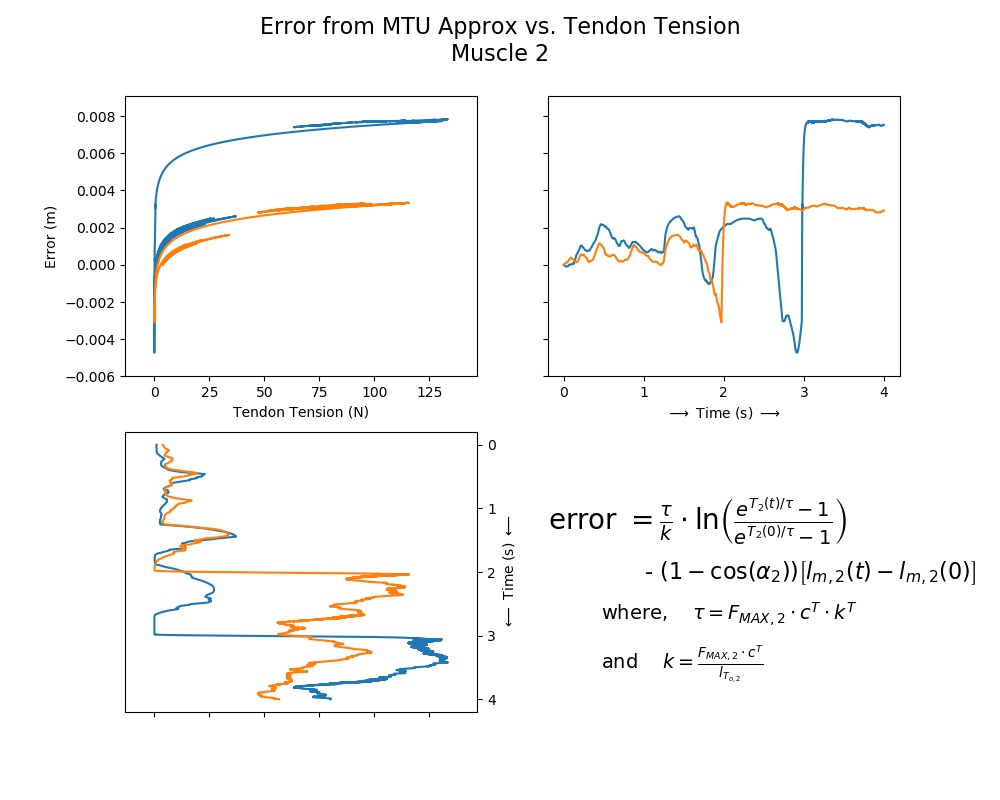 Error from MTU Approx vs. Tendon Tension
Muscle 2
Error (m)
0.008
0.006
0.004
0.002
0.000
−0.002
−0.004
−0.006
0 25 50 75 100 125
Tendon Tension (N)
0 1 2 3 4
⟶ Time (s) ⟶
0
1
2
3
4
⟵ Time (s) ⟵
error = τ/k · ln((e^{T₂(t)/τ} − 1)/(e^{T₂(0)/τ} − 1))
- (1 − cos(α₂))[l_{m,2}(t) − l_{m,2}(0)]
where, τ = F_{MAX,2} · c^T · k^T
and k = F_{MAX,2} · c^T / l_{T_{o,2}}